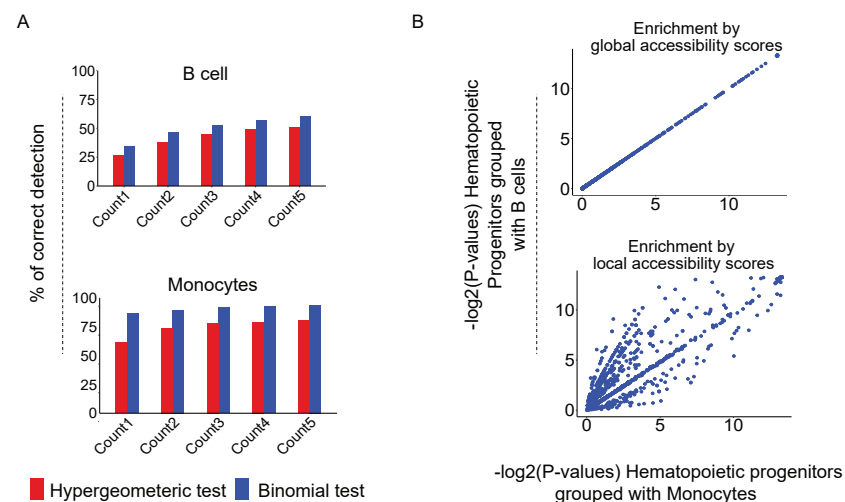 A
% of correct detection
B cell
100
75
50
25
0
Count1
Count2
Count3
Count4
Count5
Monocytes
100
75
50
25
0
Count1
Count2
Count3
Count4
Count5
Hypergeometeric test
Binomial test
B
-log2(P-values) Hematopoietic
Progenitors grouped
with B cells
Enrichment by
global accessibility scores
10
5
0
0
5
10
Enrichment by
local accessibility scores
10
5
0
0
5
10
-log2(P-values) Hematopoietic progenitors
grouped with Monocytes